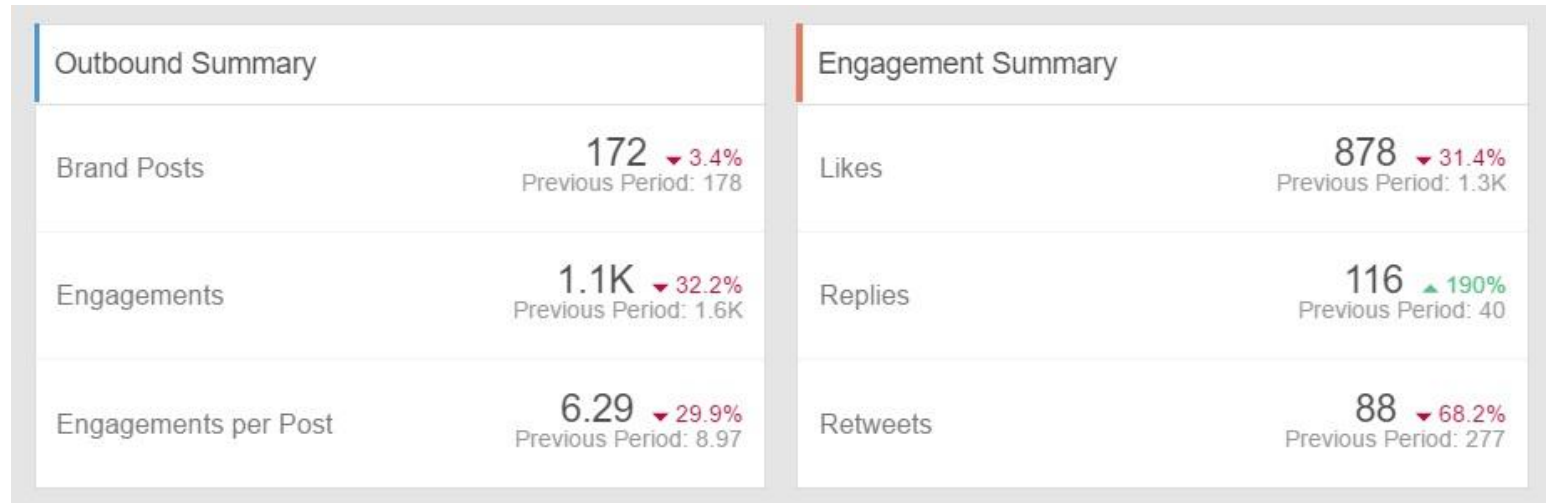 Outbound Summary
Brand Posts
172 3.4%
Previous Period: 178
Engagements
1.1K 32.2%
Previous Period: 1.6K
Engagements per Post
6.29 29.9%
Previous Period: 8.97
Engagement Summary
Likes
878 31.4%
Previous Period: 1.3K
Replies
116 190%
Previous Period: 40
Retweets
88 68.2%
Previous Period: 277